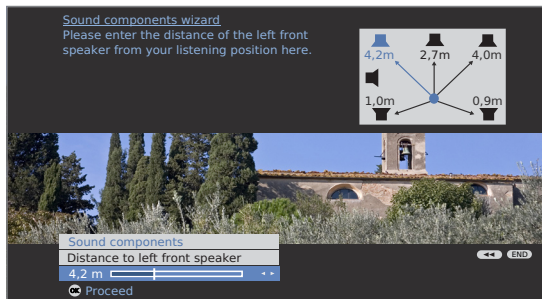 Sound components wizard
Please enter the distance of the left front
speaker from your listening position here.
4,2m 2,7m 4,0m
1,0m 0,9m
Sound components
Distance to left front speaker
4,2 m
END
OK Proceed